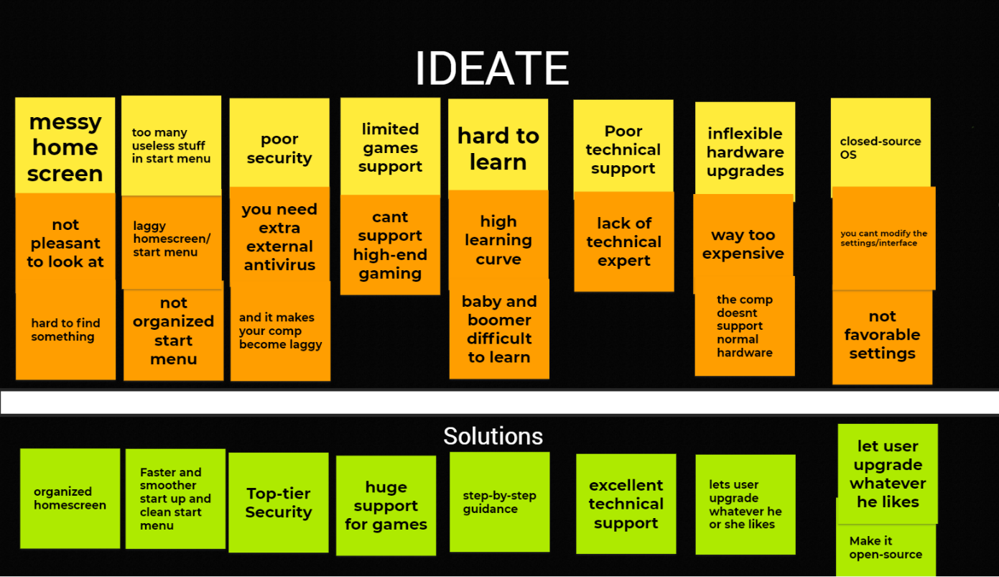 IDEATE
messy
home
screen
too many
useless stuff
in start menu
poor
security
limited
games
support
hard to
learn
Poor
technical
support
inflexible
hardware
upgrades
closed-source
OS
not
pleasant
to look at
laggy
homescreen/
start menu
you need
extra
external
antivirus
cant
support
high-end
gaming
high
learning
curve
lack of
technical
expert
way too
expensive
you cant modify the
settings/interface
hard to find
something
not
organized
start
menu
and it makes
your comp
become laggy
baby and
boomer
difficult
to learn
the comp
doesnt
support
normal
hardware
not
favorable
settings
Solutions
organized
homescreen
Faster and
smoother
start up and
clean start
menu
Top-tier
Security
huge
support
for games
step-by-step
guidance
excellent
technical
support
lets user
upgrade
whatever he
or she likes
let user
upgrade
whatever
he likes
Make it
open-source